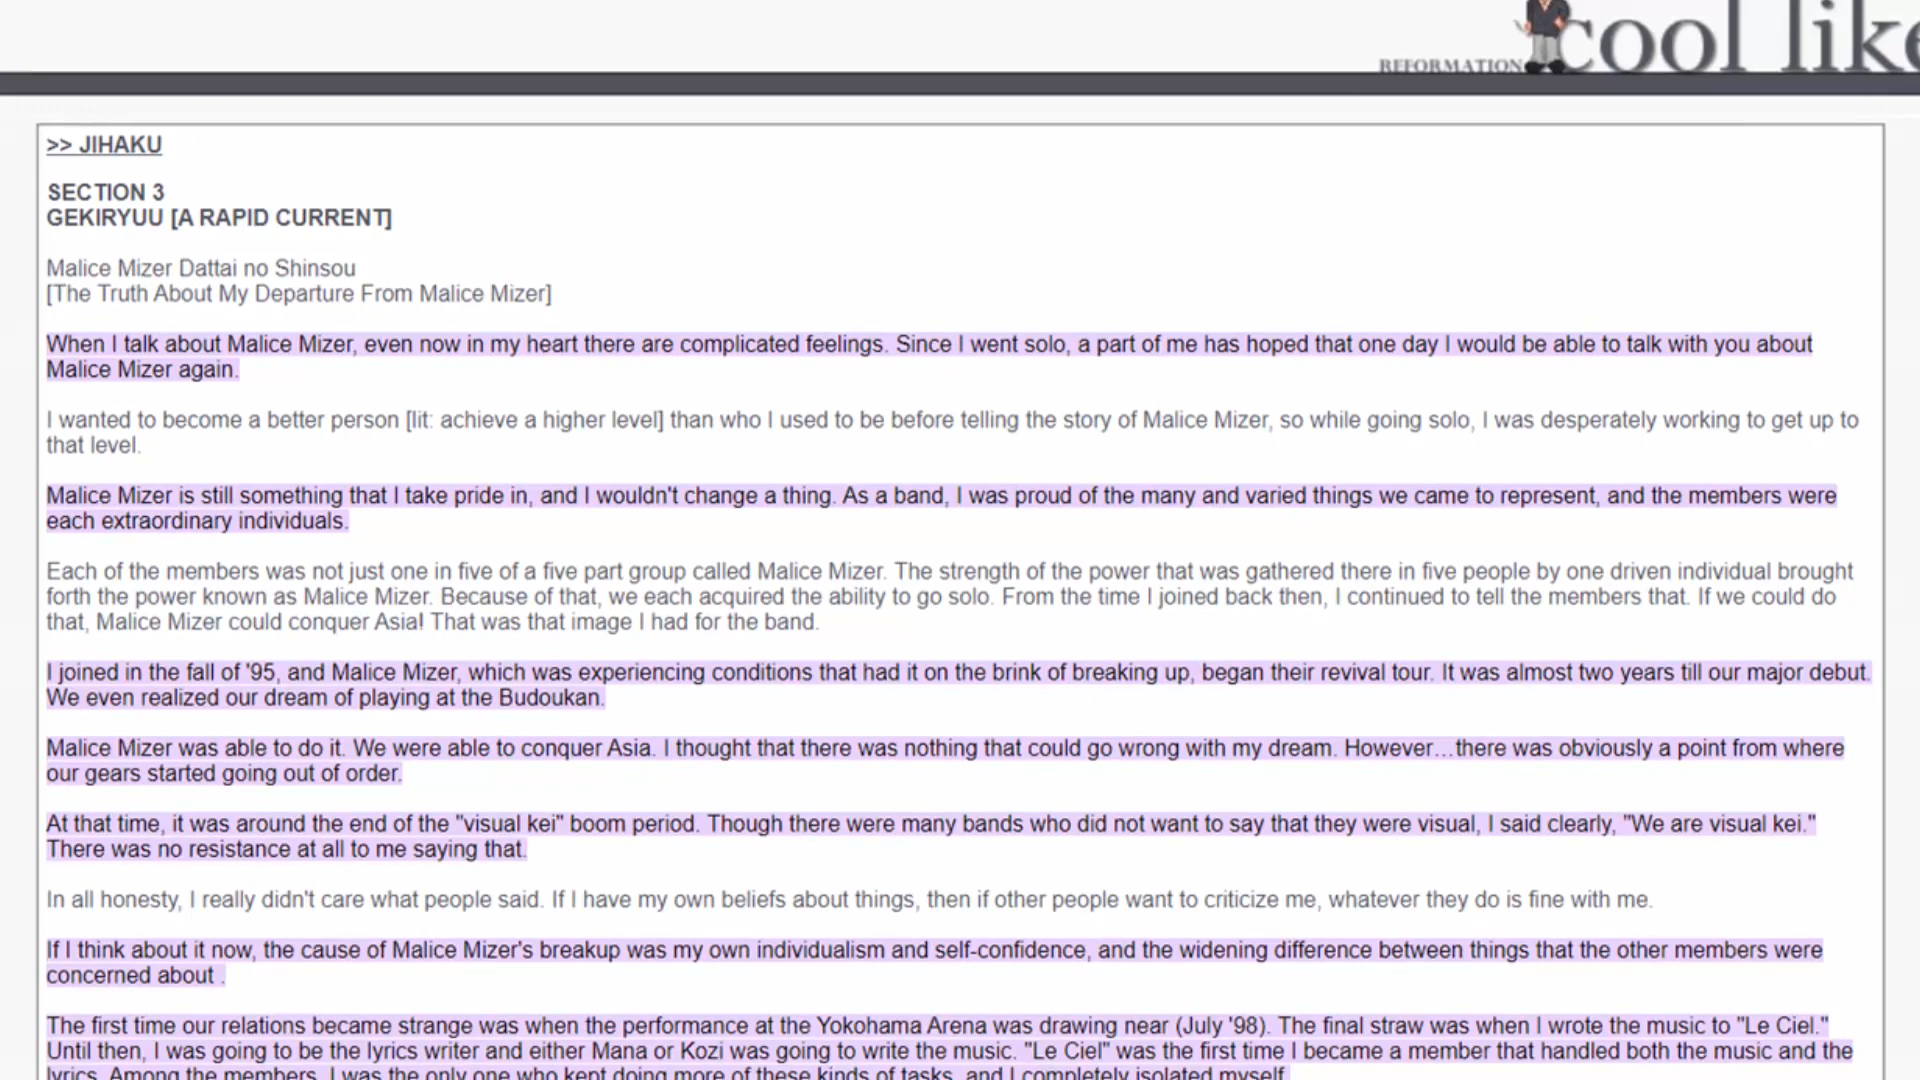 REFORMATION cool like
>> JIHAKU
SECTION 3
GEKIRYUU [A RAPID CURRENT]
Malice Mizer Dattai no Shinsou
[The Truth About My Departure From Malice Mizer]
When I talk about Malice Mizer, even now in my heart there are complicated feelings. Since I went solo, a part of me has hoped that one day I would be able to talk with you about
Malice Mizer again.
I wanted to become a better person [lit: achieve a higher level] than who I used to be before telling the story of Malice Mizer, so while going solo, I was desperately working to get up to
that level.
Malice Mizer is still something that I take pride in, and I wouldn't change a thing. As a band, I was proud of the many and varied things we came to represent, and the members were
each extraordinary individuals.
Each of the members was not just one in five of a five part group called Malice Mizer. The strength of the power that was gathered there in five people by one driven individual brought
forth the power known as Malice Mizer. Because of that, we each acquired the ability to go solo. From the time I joined back then, I continued to tell the members that. If we could do
that, Malice Mizer could conquer Asia! That was that image I had for the band.
I joined in the fall of '95, and Malice Mizer, which was experiencing conditions that had it on the brink of breaking up, began their revival tour. It was almost two years till our major debut.
We even realized our dream of playing at the Budoukan.
Malice Mizer was able to do it. We were able to conquer Asia. I thought that there was nothing that could go wrong with my dream. However...there was obviously a point from where
our gears started going out of order.
At that time, it was around the end of the "visual kei" boom period. Though there were many bands who did not want to say that they were visual, I said clearly, "We are visual kei."
There was no resistance at all to me saying that.
In all honesty, I really didn't care what people said. If I have my own beliefs about things, then if other people want to criticize me, whatever they do is fine with me.
If I think about it now, the cause of Malice Mizer's breakup was my own individualism and self-confidence, and the widening difference between things that the other members were
concerned about .
The first time our relations became strange was when the performance at the Yokohama Arena was drawing near (July '98). The final straw was when I wrote the music to "Le Ciel."
Until then, I was going to be the lyrics writer and either Mana or Kozi was going to write the music. "Le Ciel" was the first time I became a member that handled both the music and the
lyrics. Among the members, I was the only one who kept doing more of these kinds of tasks, and I completely isolated myself.